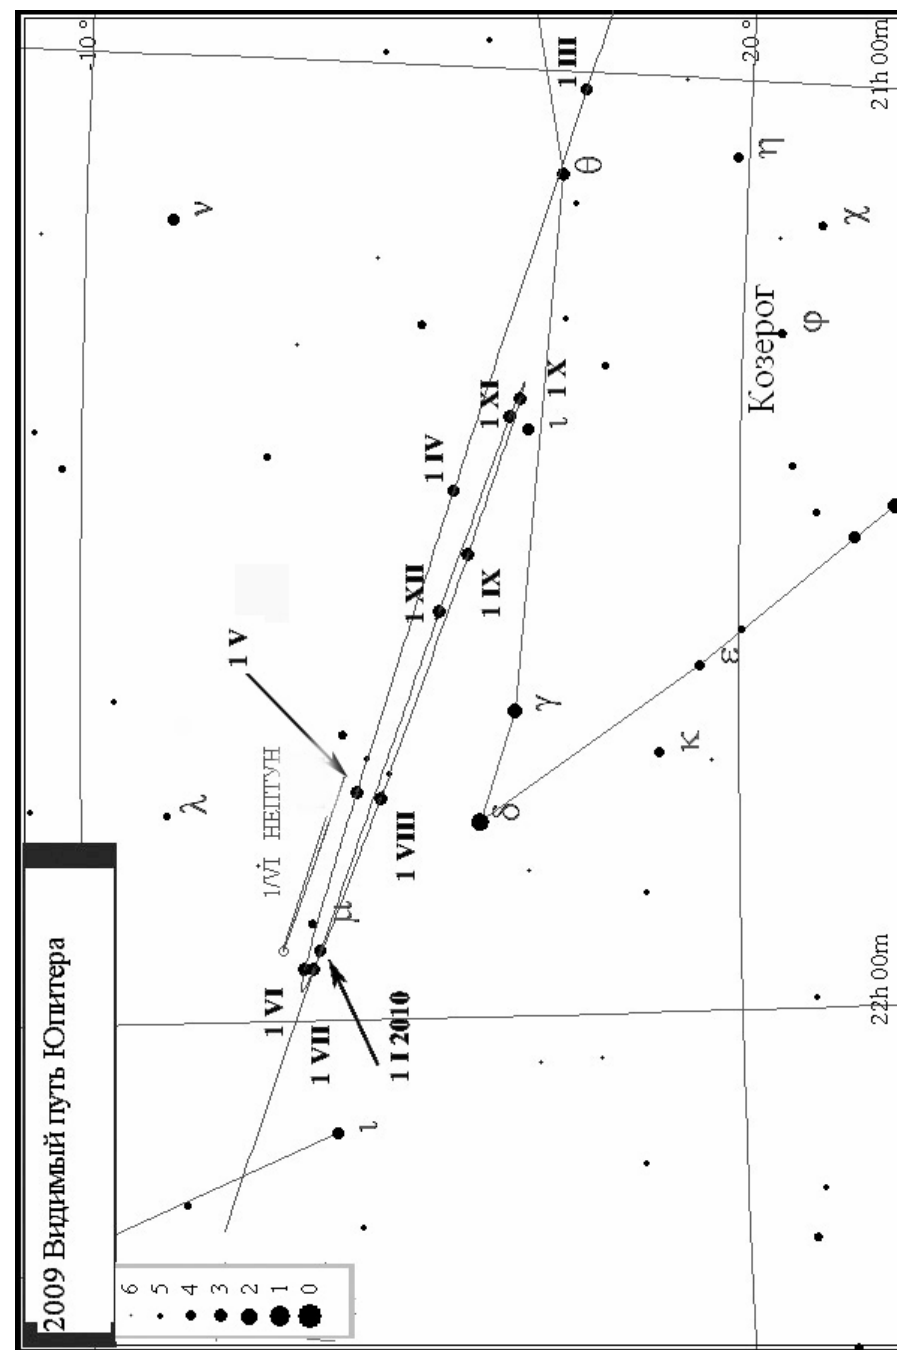 2009 Видимый путь Юпитера
6
5
4
3
2
1
0
-10°
20°
21h 00m
22h 00m
Козерог
1/VI НЕПТУН
1 III
1 IV
1 V
1 VI
1 VII
1 VIII
1 IX
1 X
1 XI
1 XII
1 I 2010
ν
λ
μ
θ
η
χ
φ
ι
γ
δ
ε
κ
ι